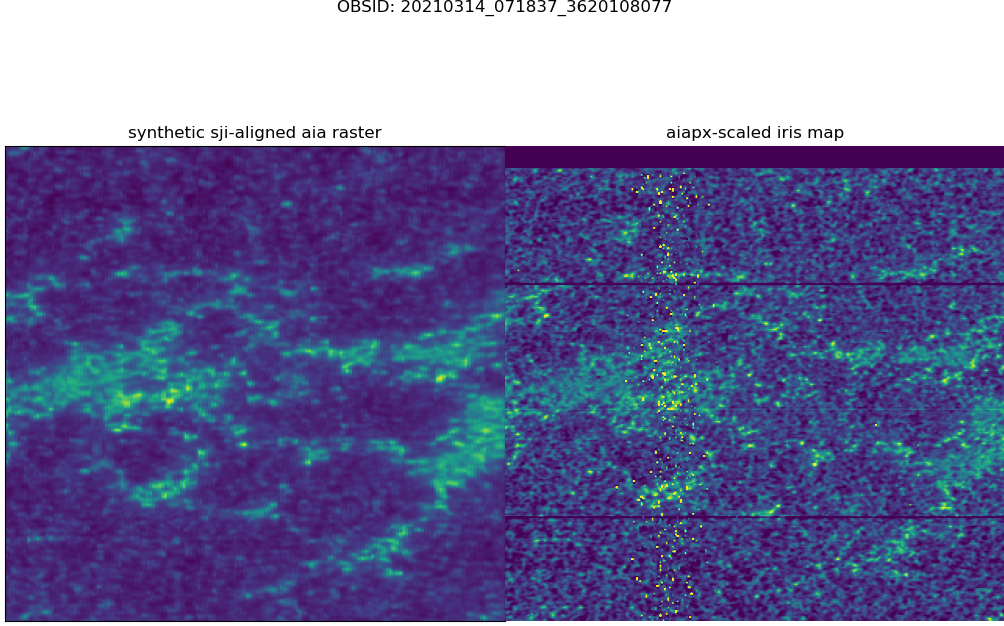 OBSID: 20210314_071837_3620108077
synthetic sji-aligned aia raster
aiapx-scaled iris map